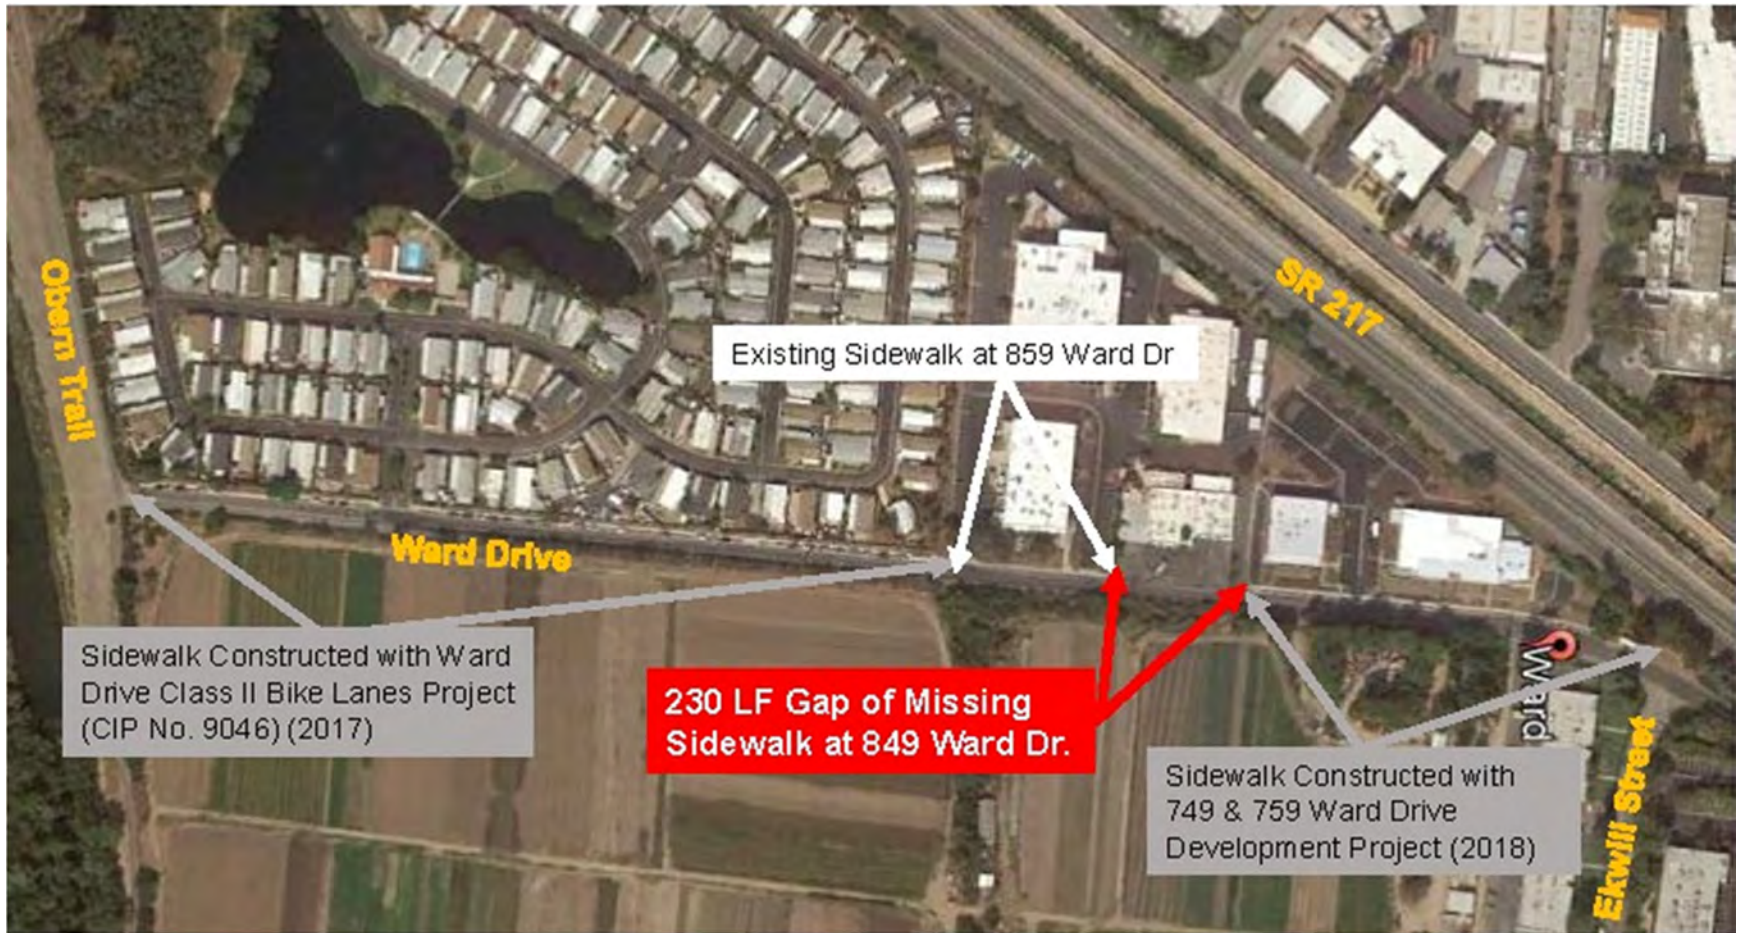 SR 217
Obern Trail
Existing Sidewalk at 859 Ward Dr
Ward Drive
Sidewalk Constructed with Ward
Drive Class II Bike Lanes Project
(CIP No. 9046) (2017)
230 LF Gap of Missing
Sidewalk at 849 Ward Dr.
Ward
Sidewalk Constructed with
749 & 759 Ward Drive
Development Project (2018)
Ekwill Street